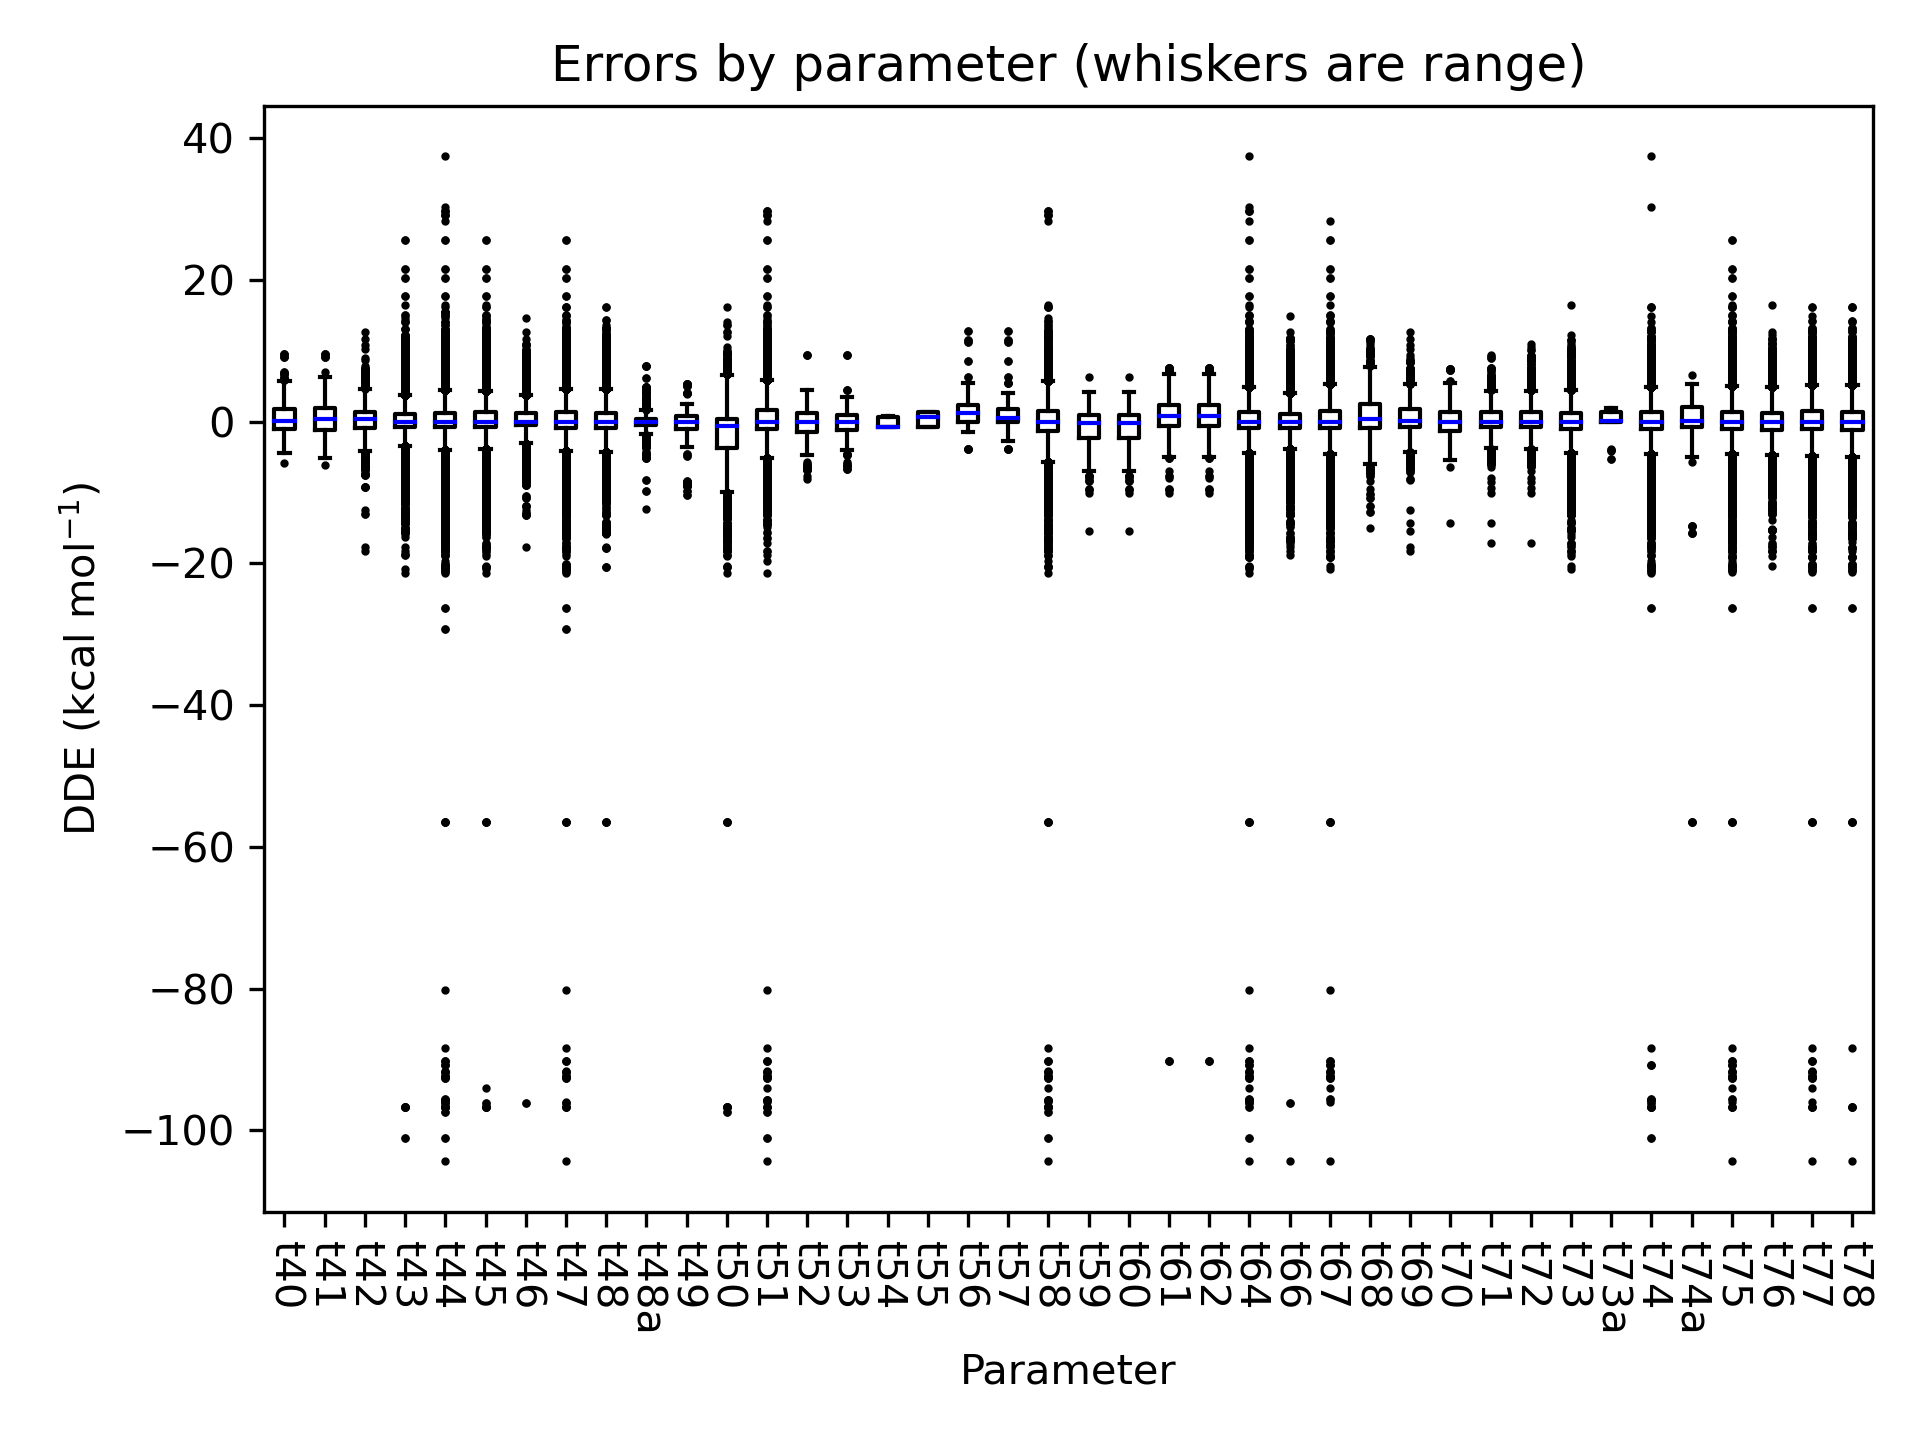 Errors by parameter (whiskers are range)
40
20
0
−20
−40
−60
−80
−100
DDE (kcal mol⁻¹)
t40 t41 t42 t43 t44 t45 t46 t47 t48 t48a t49 t50 t51 t52 t53 t54 t55 t56 t57 t58 t59 t60 t61 t62 t64 t66 t67 t68 t69 t70 t71 t72 t73 t73a t74 t74a t75 t76 t77 t78
Parameter